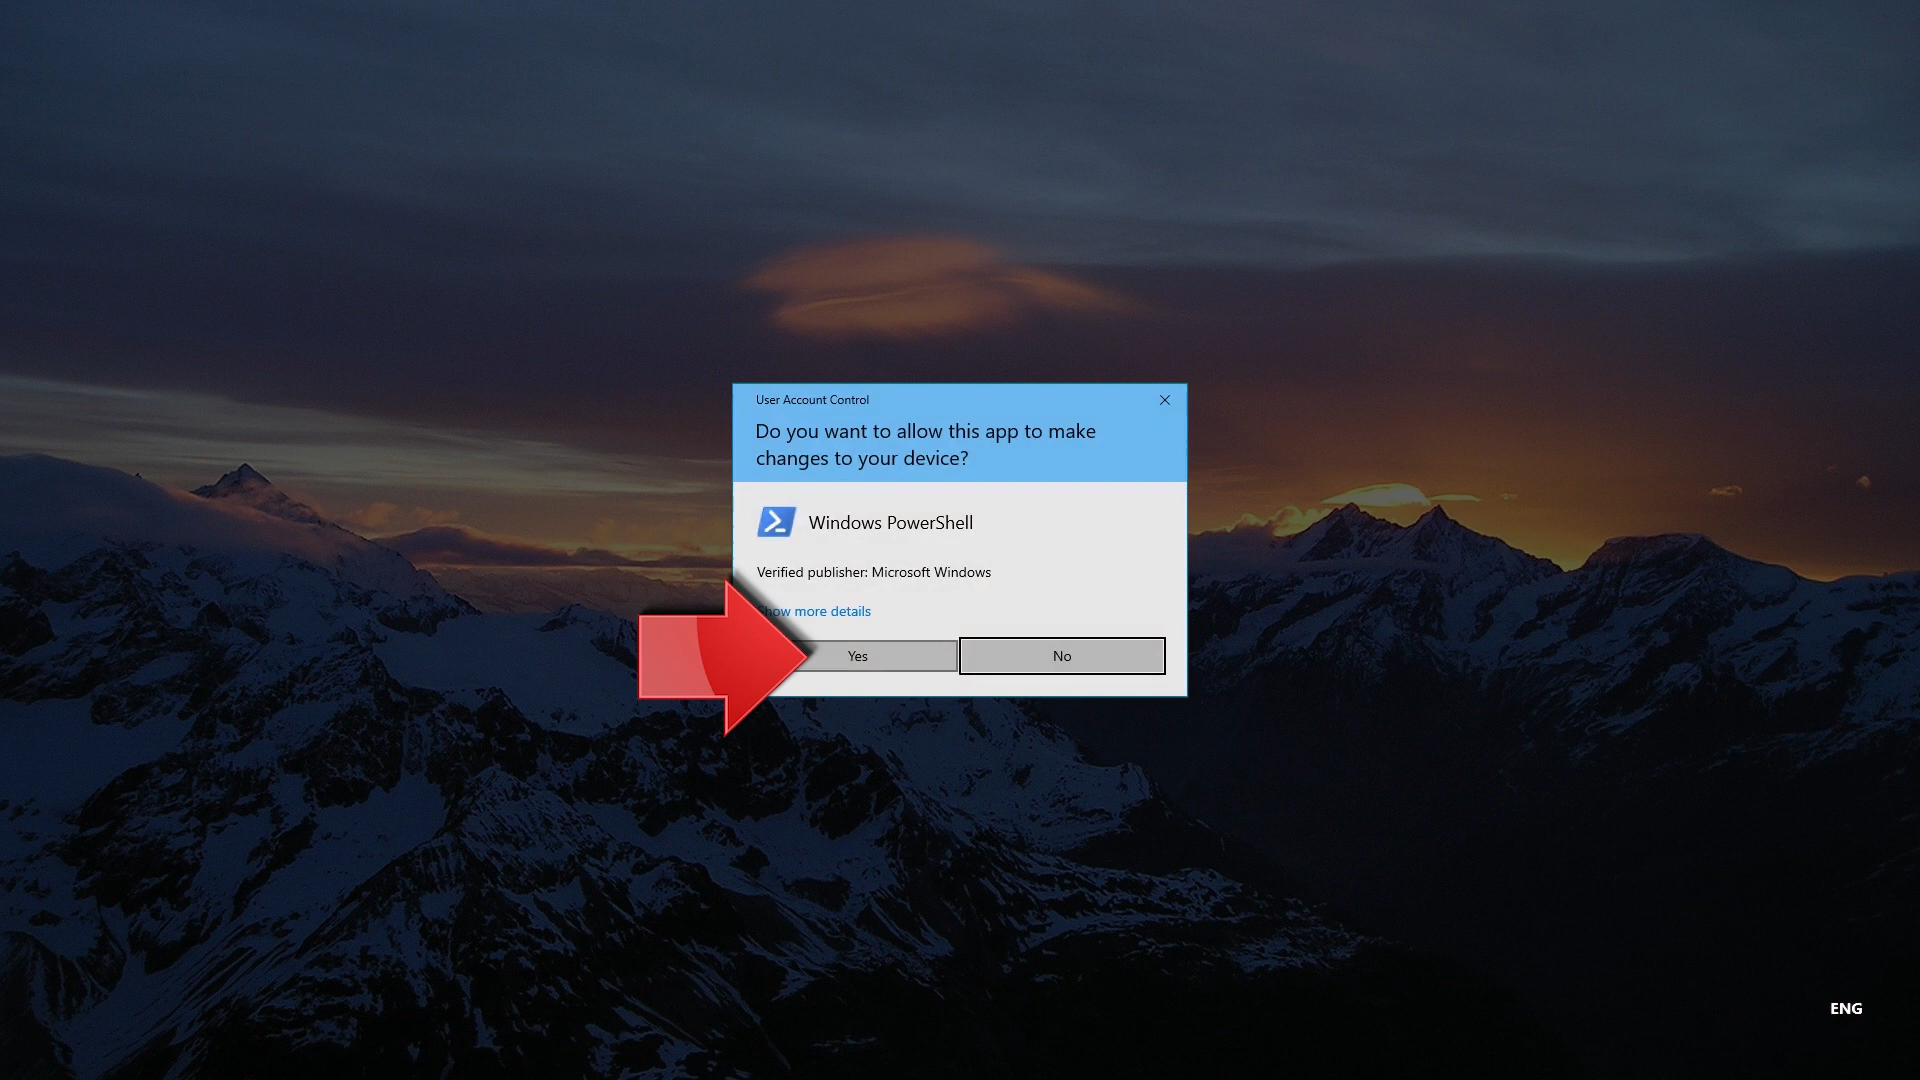 User Account Control
Do you want to allow this app to make
changes to your device?
Windows PowerShell
Verified publisher: Microsoft Windows
Show more details
Yes
No
ENG